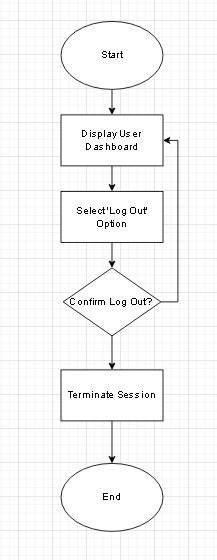 Start
Display User
Dashboard
Select 'Log Out'
Option
Confirm Log Out?
Terminate Session
End